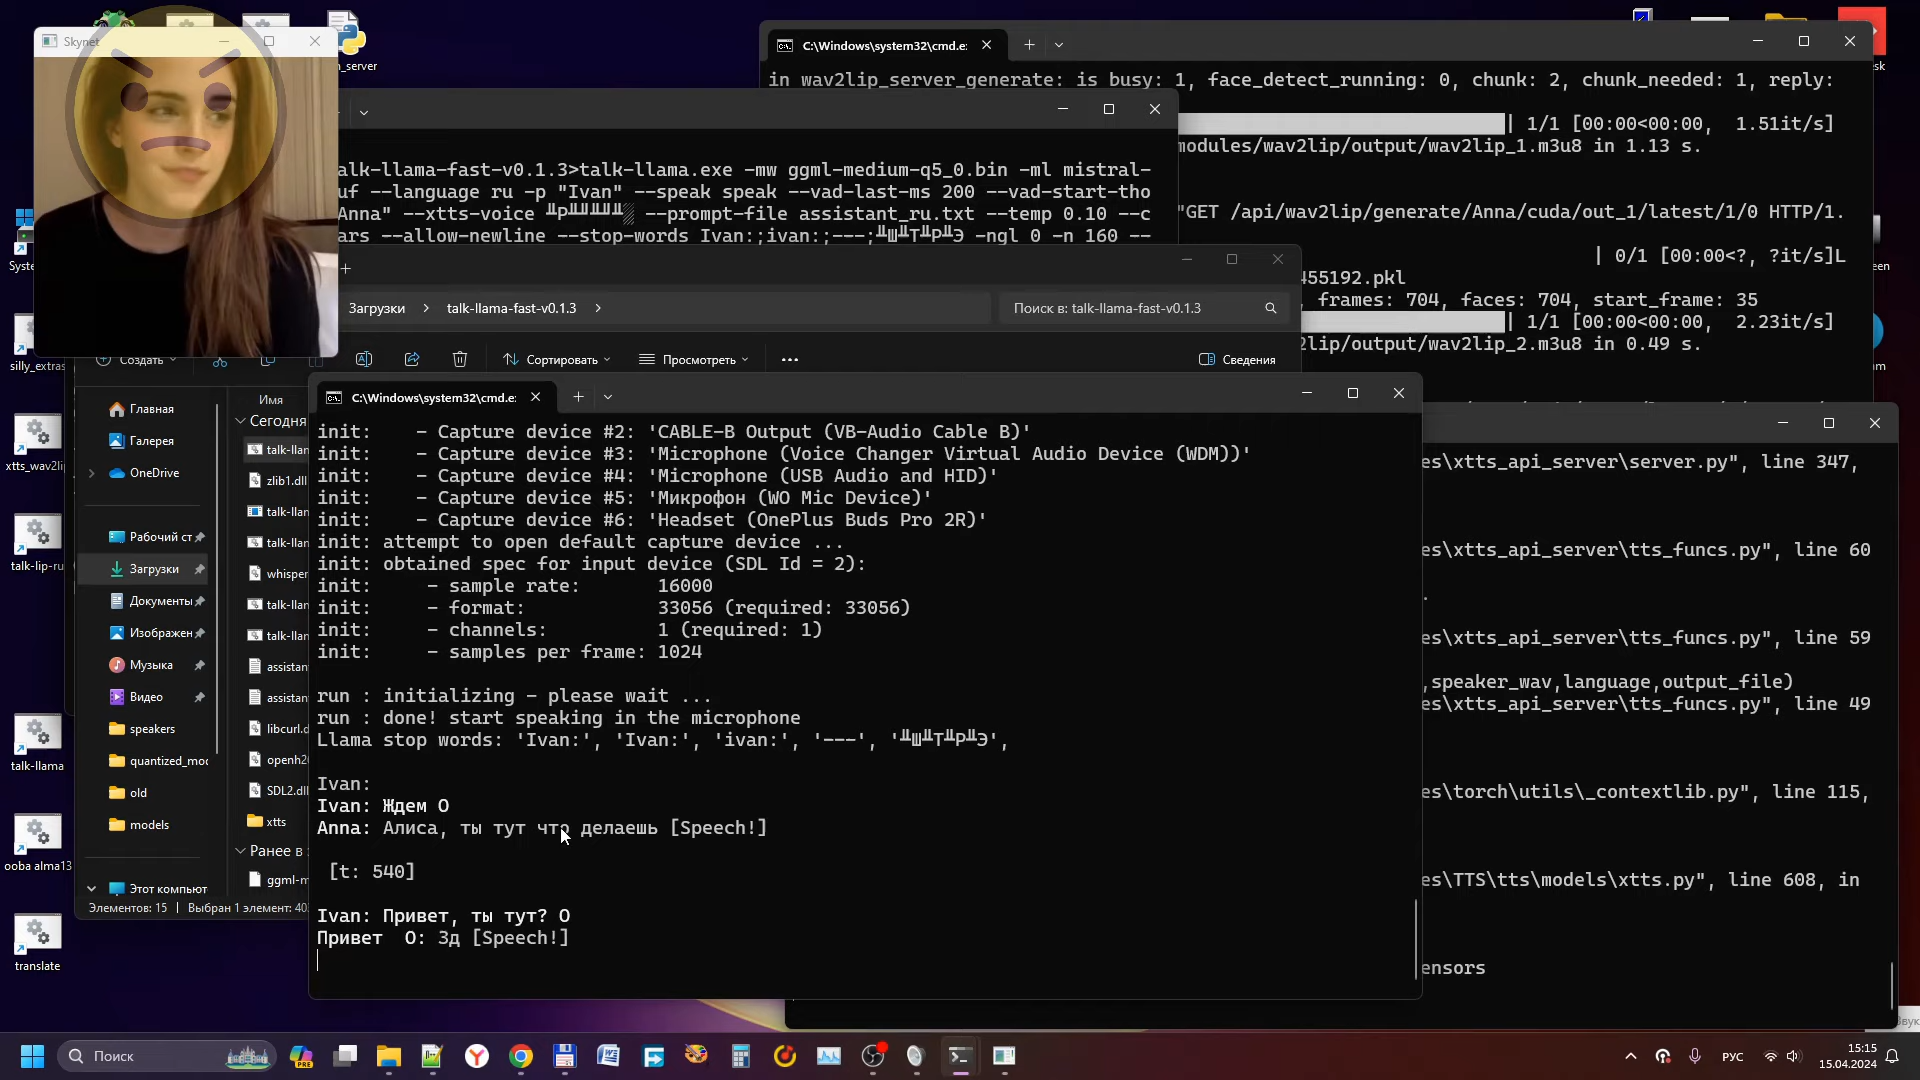 Skynet
n_server
C:\Windows\system32\cmd.e:
in wav2lip_server_generate: is busy: 1, face_detect_running: 0, chunk: 2, chunk_needed: 1, reply:
| 1/1 [00:00<00:00,  1.51it/s]
modules/wav2lip/output/wav2lip_1.m3u8 in 1.13 s.
"GET /api/wav2lip/generate/Anna/cuda/out_1/latest/1/0 HTTP/1.
| 0/1 [00:00<?, ?it/s]L
455192.pkl
, frames: 704, faces: 704, start_frame: 35
| 1/1 [00:00<00:00,  2.23it/s]
lip/output/wav2lip_2.m3u8 in 0.49 s.
talk-llama-fast-v0.1.3>talk-llama.exe -mw ggml-medium-q5_0.bin -ml mistral-
uf --language ru -p "Ivan" --speak speak --vad-last-ms 200 --vad-start-tho
Anna" --xtts-voice ╨Р╨╨╨╨╨▒ --prompt-file assistant_ru.txt --temp 0.10 --c
ars --allow-newline --stop-words Ivan:;ivan:;---;╨Ш╨Т╨Р╨Э -ngl 0 -n 160 --
Загрузки > talk-llama-fast-v0.1.3 >
Поиск в: talk-llama-fast-v0.1.3
Создать
Сортировать
Просмотреть
Сведения
Syste
silly_extras
xtts_wav2lip
talk-lip-ru
talk-llama
ooba alma13
translate
Главная
Галерея
OneDrive
Рабочий ст
Загрузки
Документы
Изображен
Музыка
Видео
speakers
quantized_mod
old
models
Этот компьют
Элементов: 15
Выбран 1 элемент: 40
Имя
Сегодня
talk-llan
zlib1.dll
talk-llan
talk-llan
whisper
talk-llan
talk-llan
assistan
assistan
libcurl.d
openh2
SDL2.dll
xtts
Ранее в э
ggml-m
C:\Windows\system32\cmd.e:
init:    - Capture device #2: 'CABLE-B Output (VB-Audio Cable B)'
init:    - Capture device #3: 'Microphone (Voice Changer Virtual Audio Device (WDM))'
init:    - Capture device #4: 'Microphone (USB Audio and HID)'
init:    - Capture device #5: 'Микрофон (WO Mic Device)'
init:    - Capture device #6: 'Headset (OnePlus Buds Pro 2R)'
init: attempt to open default capture device ...
init: obtained spec for input device (SDL Id = 2):
init:     - sample rate:       16000
init:     - format:            33056 (required: 33056)
init:     - channels:          1 (required: 1)
init:     - samples per frame: 1024
run : initializing - please wait ...
run : done! start speaking in the microphone
Llama stop words: 'Ivan:', 'Ivan:', 'ivan:', '---', '╨Ш╨Т╨Р╨Э',
Ivan:
Ivan: Ждем О
Anna: Алиса, ты тут что делаешь [Speech!]
[t: 540]
Ivan: Привет, ты тут? О
Привет  О: Зд [Speech!]
es\xtts_api_server\server.py", line 347,
es\xtts_api_server\tts_funcs.py", line 60
.
es\xtts_api_server\tts_funcs.py", line 59
,speaker_wav,language,output_file)
es\xtts_api_server\tts_funcs.py", line 49
es\torch\utils\_contextlib.py", line 115,
es\TTS\tts\models\xtts.py", line 608, in
ensors
Поиск
PRE
РУС
15:15
15.04.2024